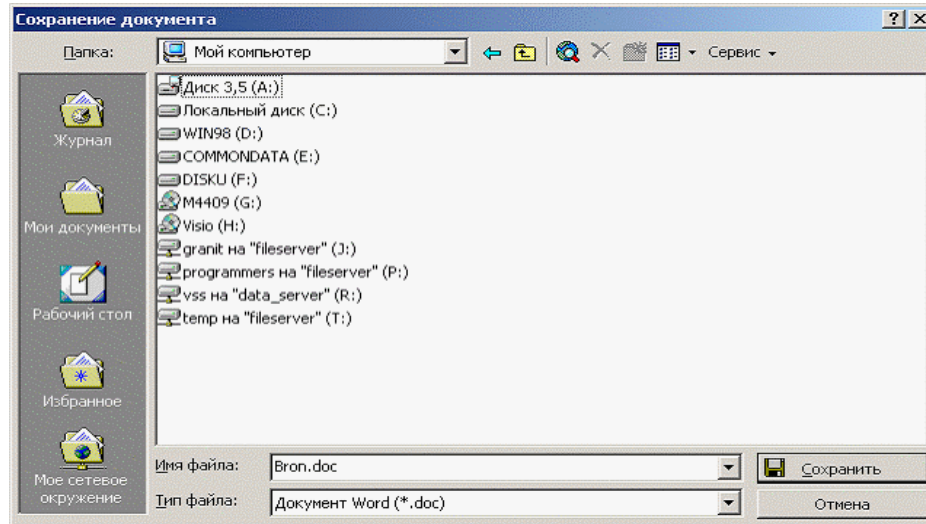 Сохранение документа
Папка:
Мой компьютер
Сервис
Журнал
Мои документы
Рабочий стол
Избранное
Мое сетевое
окружение
Диск 3,5 (A:)
Локальный диск (C:)
WIN98 (D:)
COMMONDATA (E:)
DISKU (F:)
M4409 (G:)
Visio (H:)
granit на "fileserver" (J:)
programmers на "fileserver" (P:)
vss на "data_server" (R:)
temp на "fileserver" (T:)
Имя файла:
Bron.doc
Сохранить
Тип файла:
Документ Word (*.doc)
Отмена